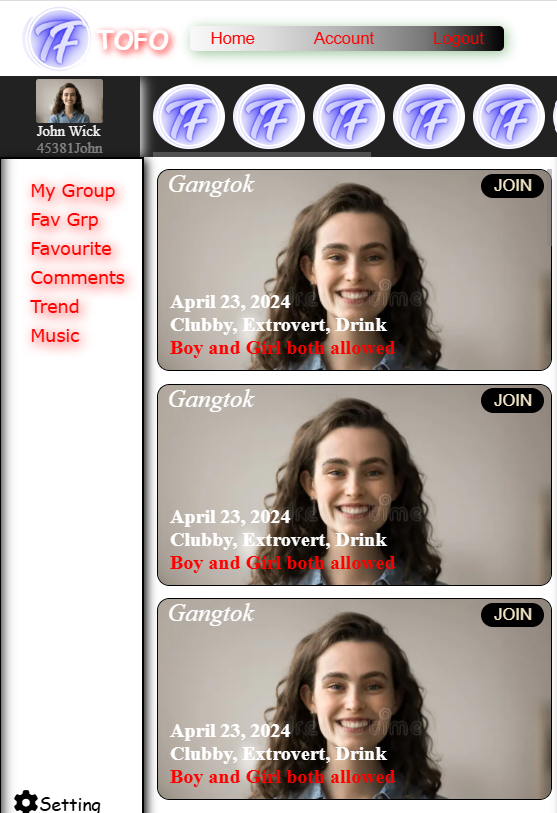 TF TOFO
Home Account Logout
John Wick
45381John
TF TF TF TF TF
My Group
Fav Grp
Favourite
Comments
Trend
Music
Setting
Gangtok JOIN
April 23, 2024
Clubby, Extrovert, Drink
Boy and Girl both allowed
Gangtok JOIN
April 23, 2024
Clubby, Extrovert, Drink
Boy and Girl both allowed
Gangtok JOIN
April 23, 2024
Clubby, Extrovert, Drink
Boy and Girl both allowed